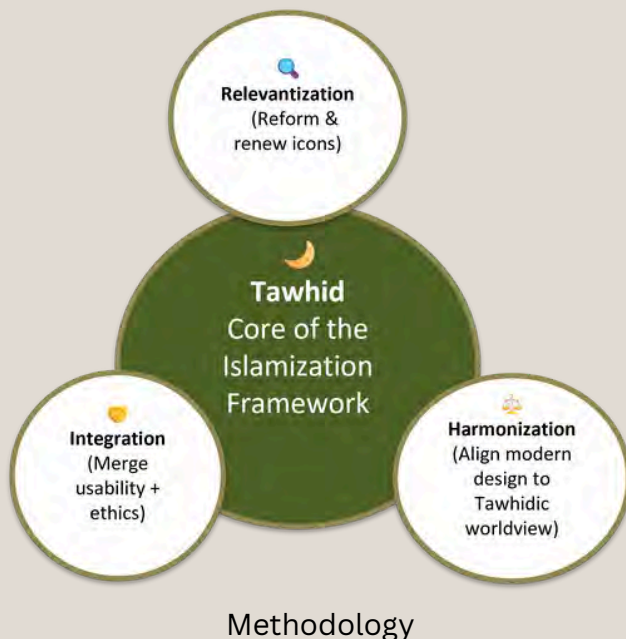 Relevantization
(Reform &
renew icons)
Tawhid
Core of the
Islamization
Framework
Integration
(Merge
usability +
ethics)
Harmonization
(Align modern
design to
Tawhidic
worldview)
Methodology